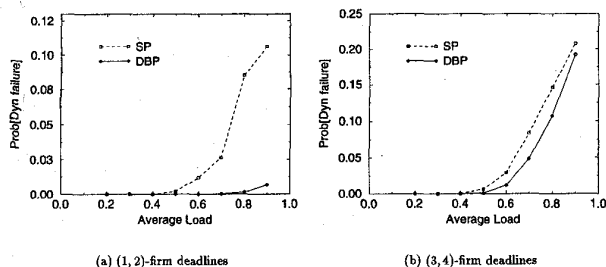 Prob[Dyn failure]
0.12
0.10
0.08
0.05
0.03
0.00
SP
DBP
0.0 0.2 0.4 0.6 0.8 1.0
Average Load
(a) (1, 2)-firm deadlines
Prob[Dyn failure]
0.25
0.20
0.15
0.10
0.05
0.00
SP
DBP
0.0 0.2 0.4 0.6 0.8 1.0
Average Load
(b) (3, 4)-firm deadlines